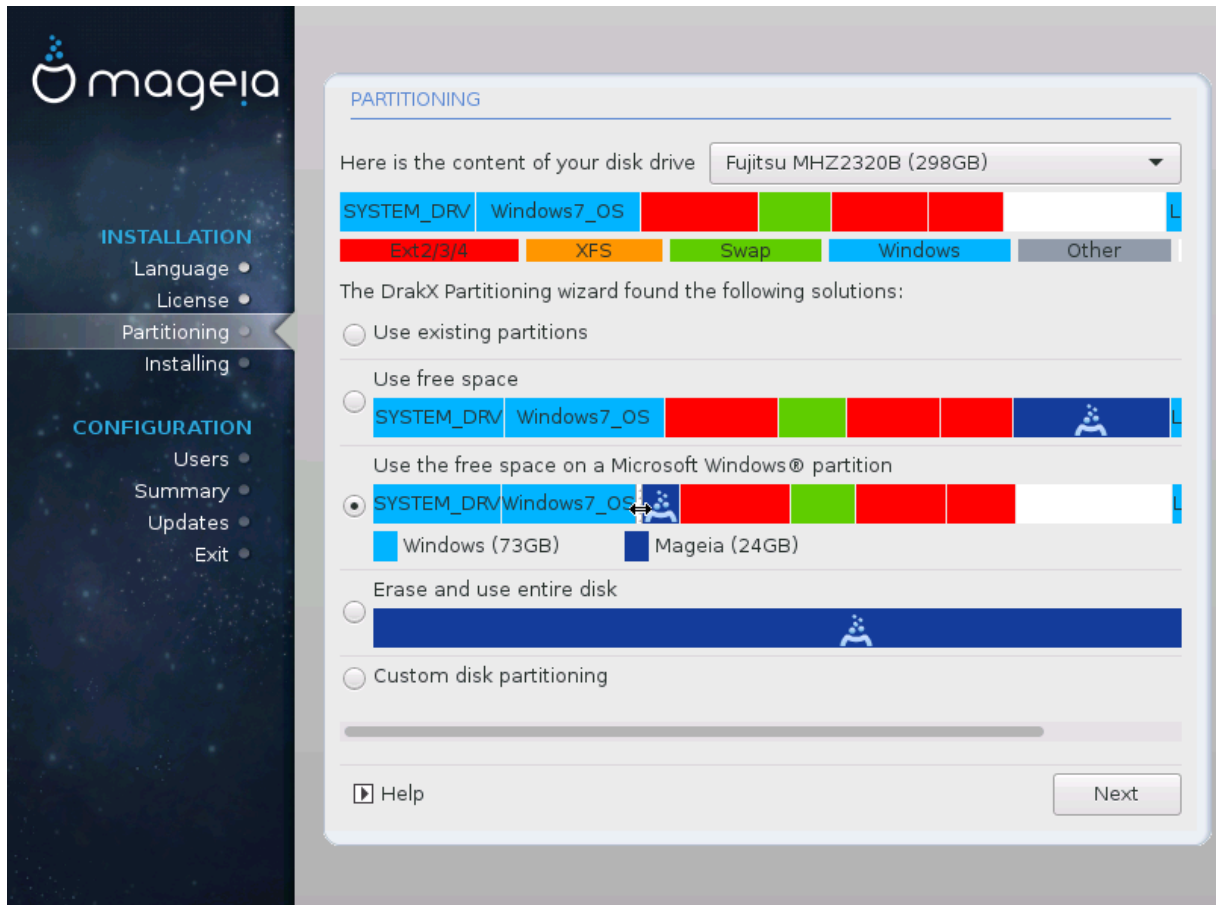 mageia
INSTALLATION
Language
License
Partitioning
Installing
CONFIGURATION
Users
Summary
Updates
Exit
PARTITIONING
Here is the content of your disk drive Fujitsu MHZ2320B (298GB)
SYSTEM_DRV Windows7_OS L
Ext2/3/4 XFS Swap Windows Other
The DrakX Partitioning wizard found the following solutions:
Use existing partitions
Use free space
SYSTEM_DRV Windows7_OS L
Use the free space on a Microsoft Windows® partition
SYSTEM_DRV Windows7_OS L
Windows (73GB) Mageia (24GB)
Erase and use entire disk
Custom disk partitioning
Help
Next